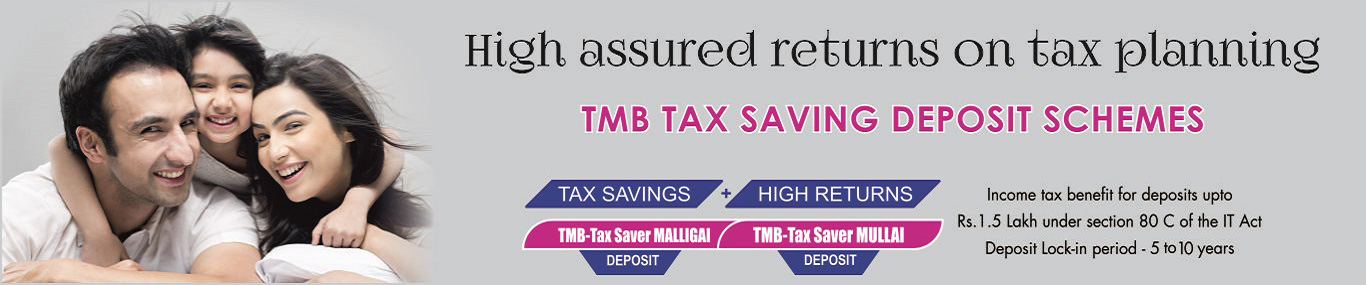 High assured returns on tax planning
TMB TAX SAVING DEPOSIT SCHEMES
TAX SAVINGS + HIGH RETURNS
TMB-Tax Saver MALLIGAI TMB-Tax Saver MULLAI
DEPOSIT DEPOSIT
Income tax benefit for deposits upto
Rs.1.5 Lakh under section 80 C of the IT Act
Deposit Lock-in period - 5 to 10 years